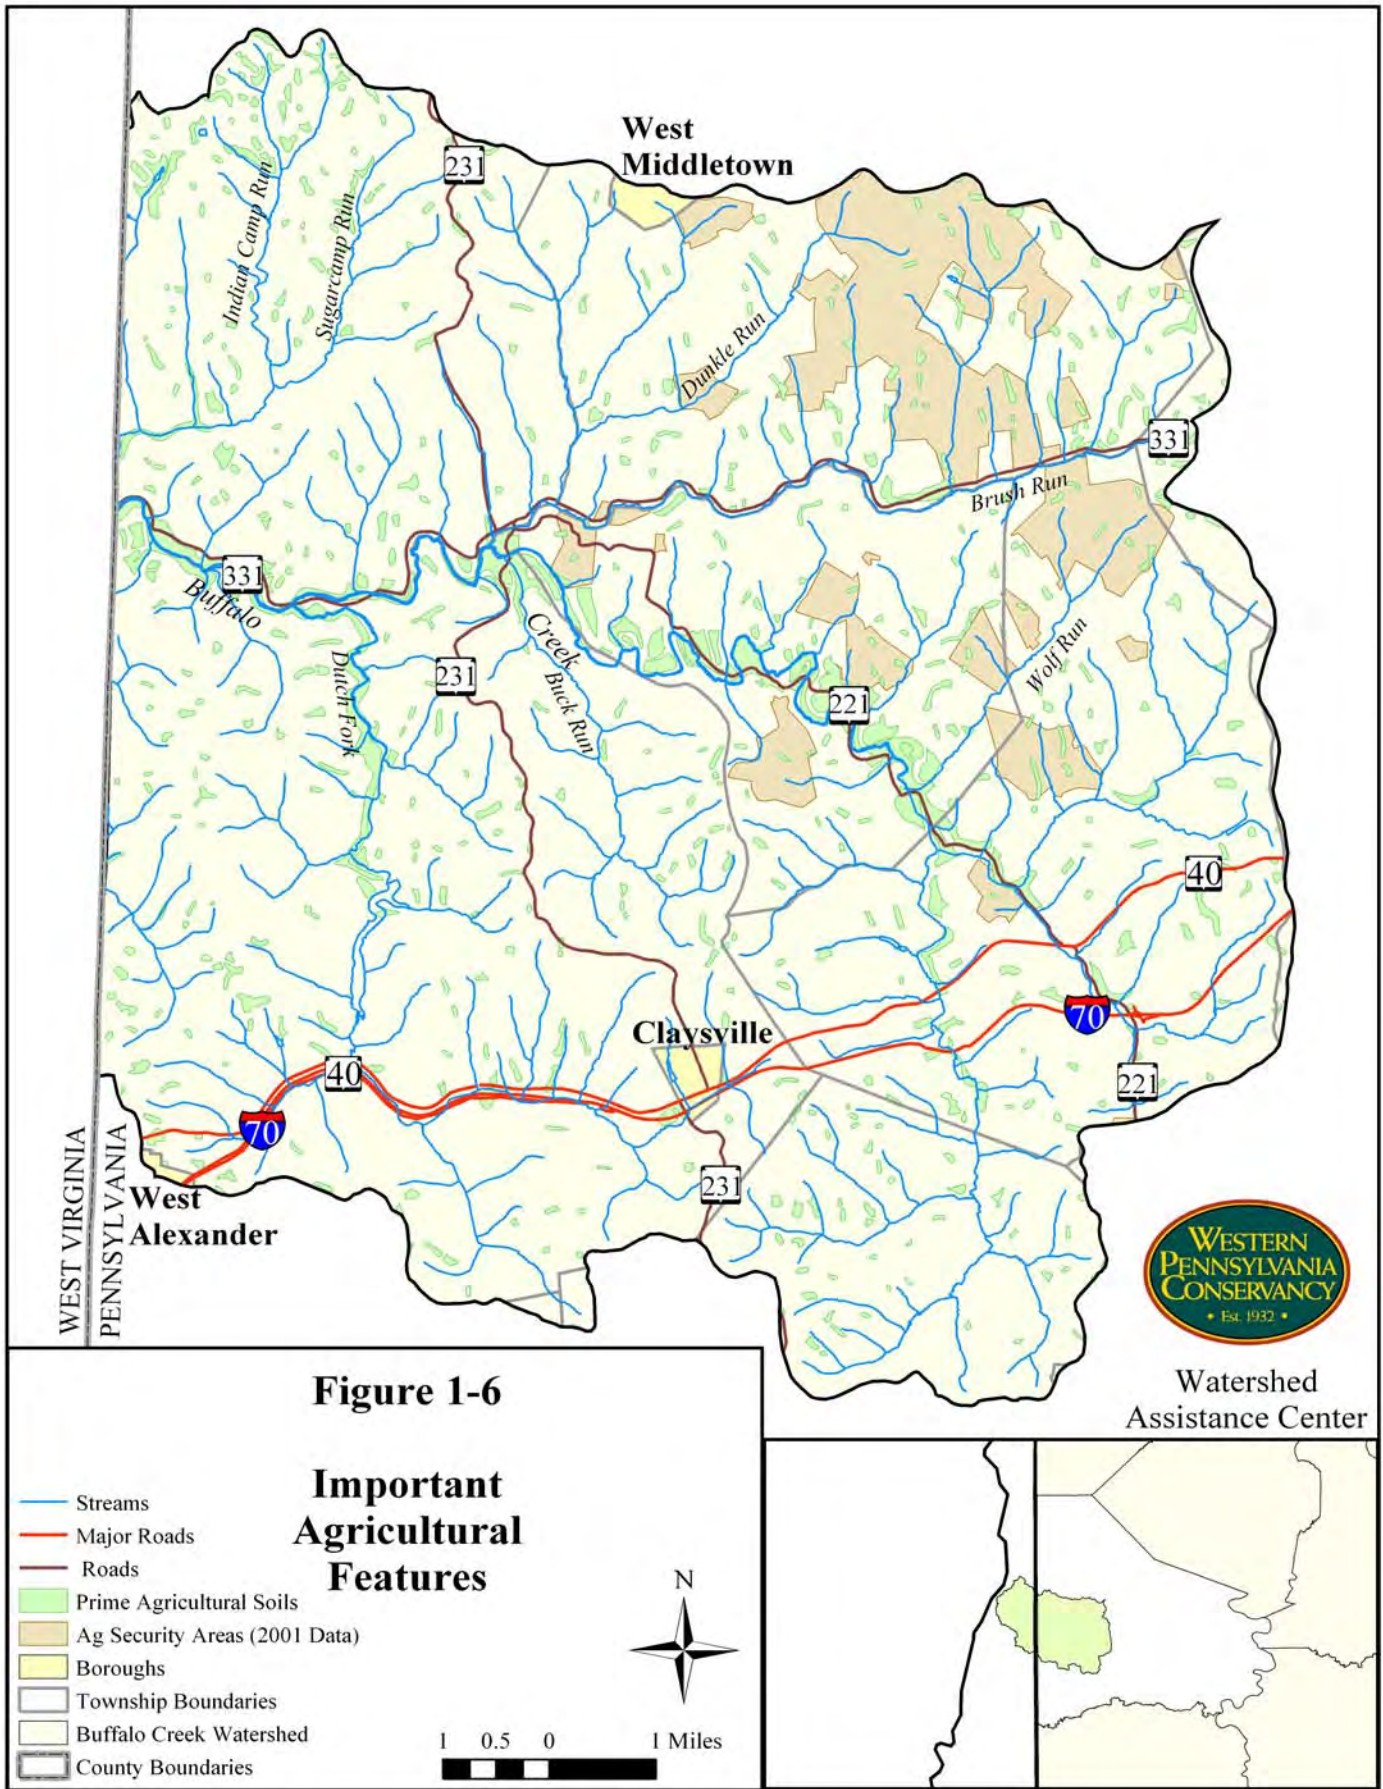 West
Middletown
231
Indian Camp Run
Sugarcamp Run
Dunkle Run
331
Brush Run
331
Buffalo
Creek
Dutch Fork
231
Buck Run
Wolf Run
221
40
Claysville
70
40
221
70
231
West
Alexander
WEST VIRGINIA
PENNSYLVANIA
WESTERN
PENNSYLVANIA
CONSERVANCY
• Est. 1932 •
Watershed
Assistance Center
Figure 1-6
Important
Agricultural
Features
Streams
Major Roads
Roads
Prime Agricultural Soils
Ag Security Areas (2001 Data)
Boroughs
Township Boundaries
Buffalo Creek Watershed
County Boundaries
N
1 0.5 0 1 Miles